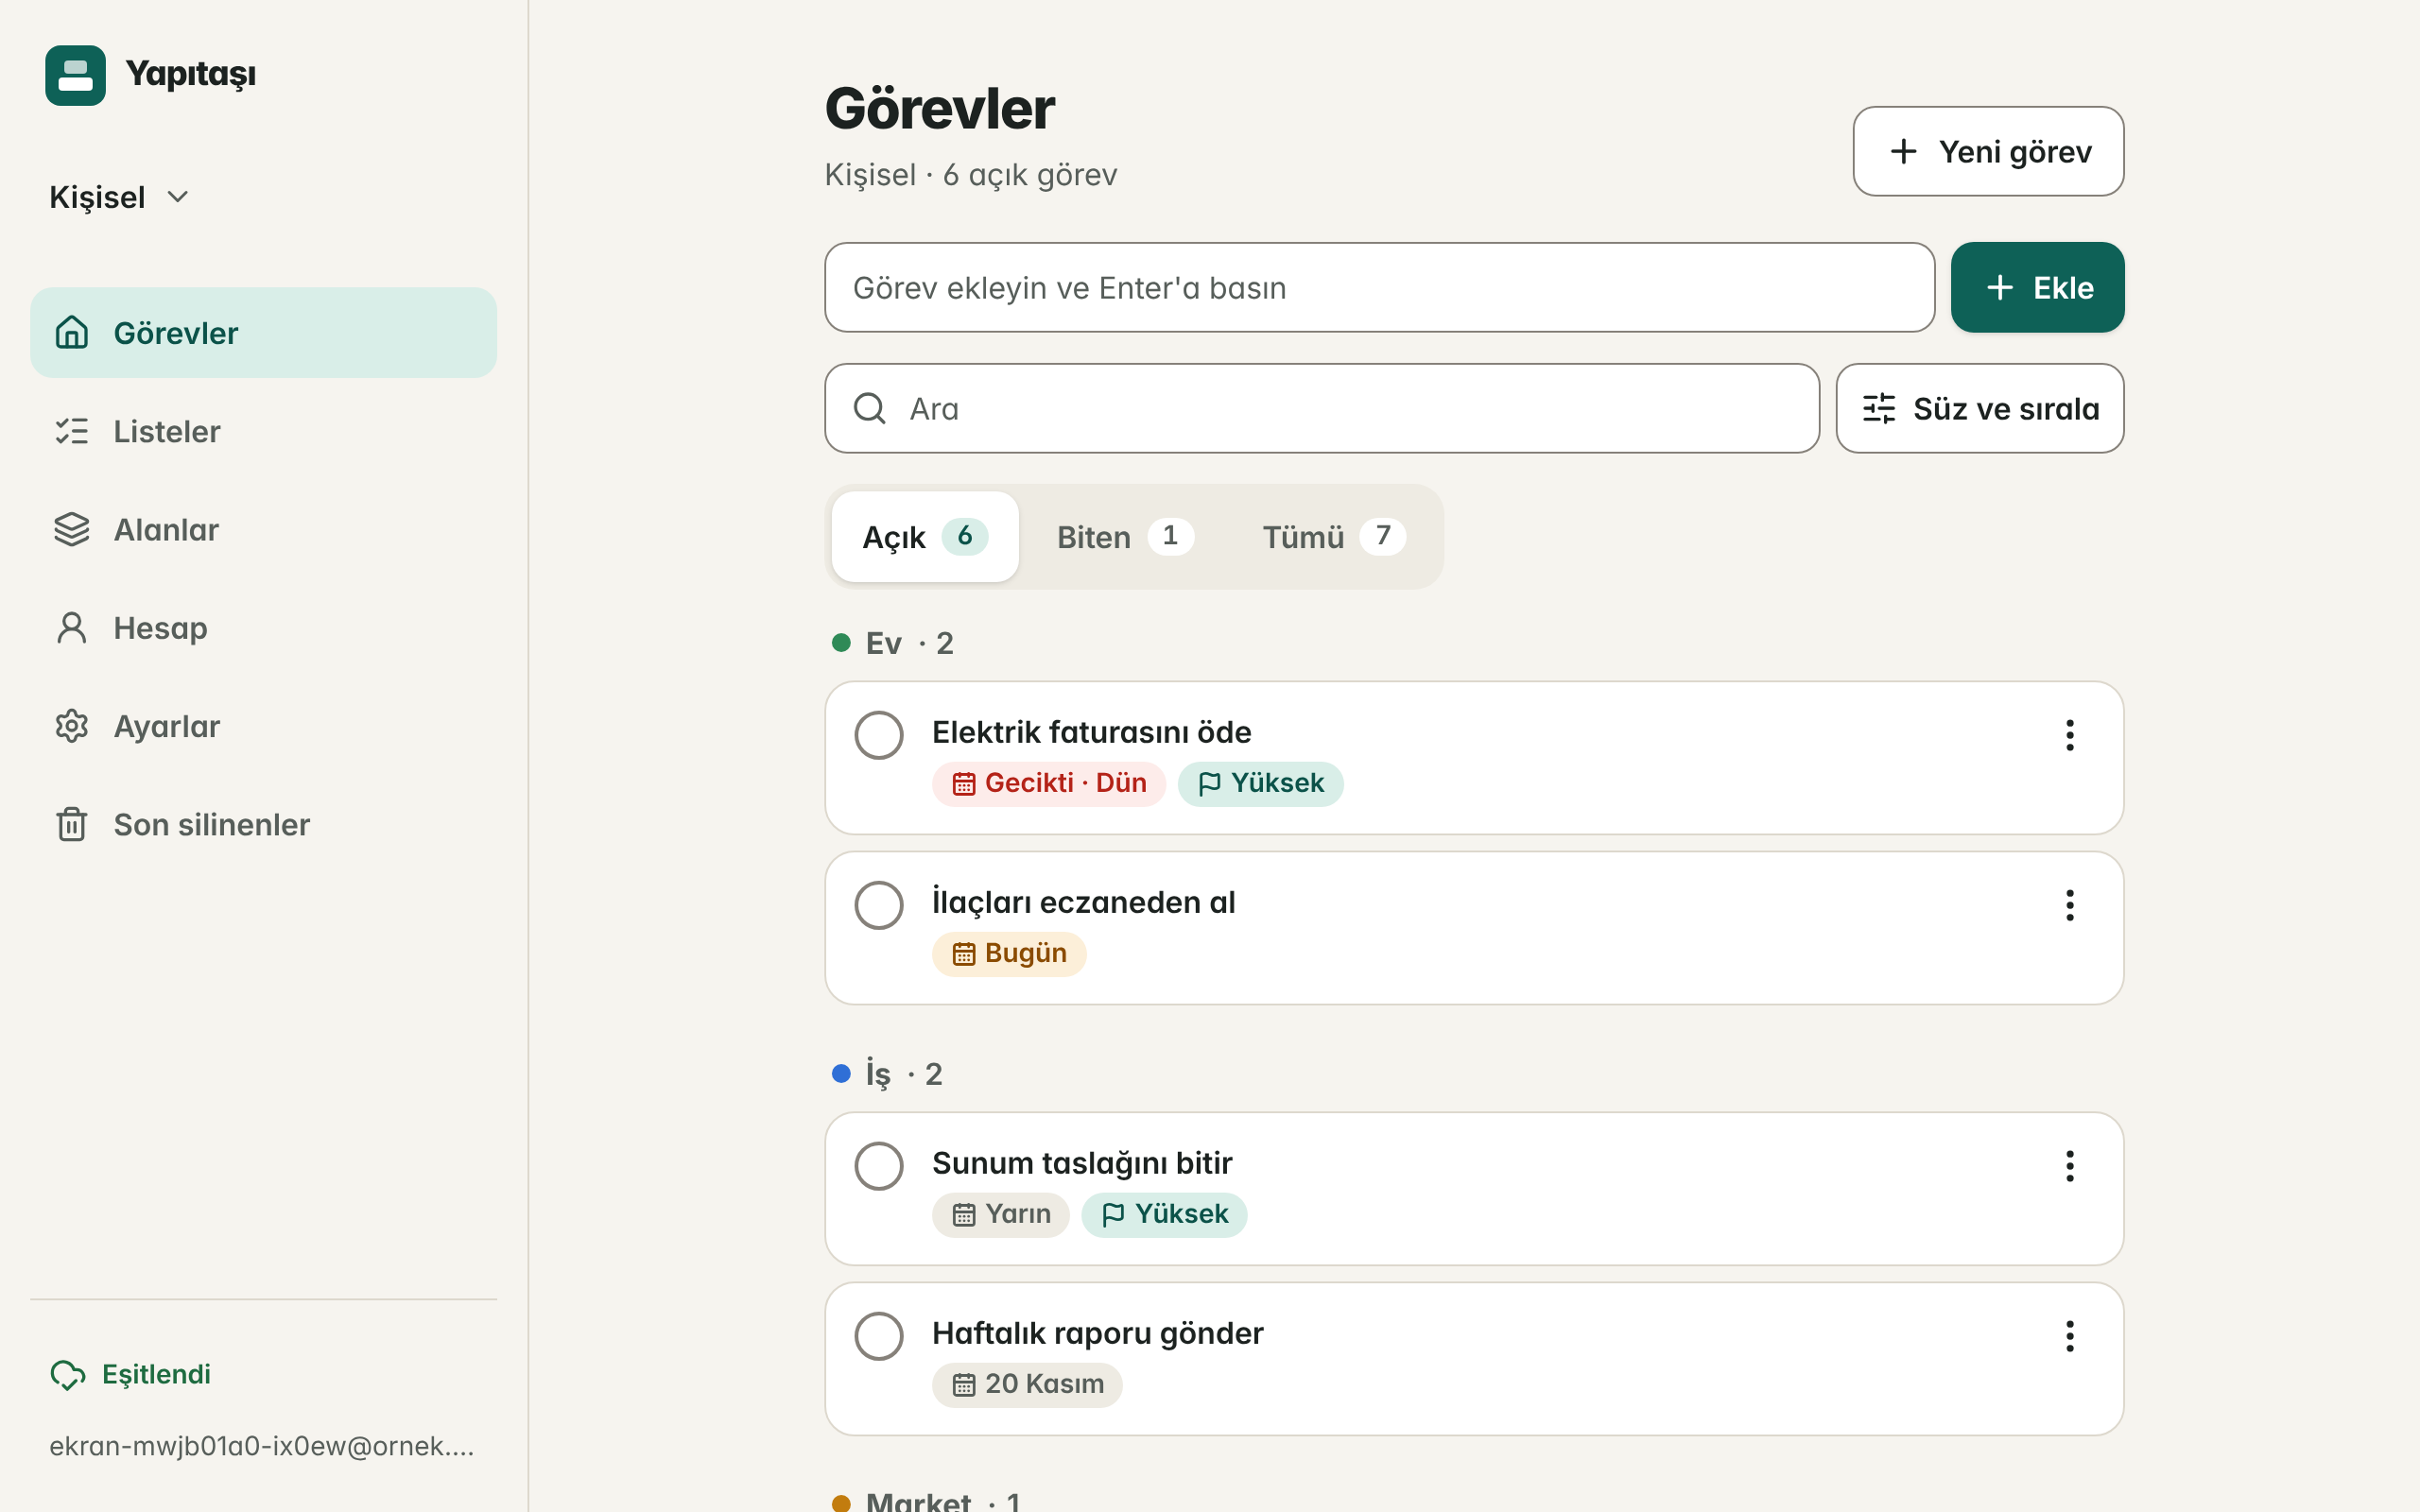 Yapıtaşı
Kişisel
Görevler
Listeler
Alanlar
Hesap
Ayarlar
Son silinenler
Eşitlendi
ekran-mwjb01a0-ix0ew@ornek....
Görevler
Kişisel · 6 açık görev
Yeni görev
Görev ekleyin ve Enter'a basın
Ekle
Ara
Süz ve sırala
Açık 6
Biten 1
Tümü 7
Ev · 2
Elektrik faturasını öde
Gecikti · Dün
Yüksek
İlaçları eczaneden al
Bugün
İş · 2
Sunum taslağını bitir
Yarın
Yüksek
Haftalık raporu gönder
20 Kasım
Market · 1